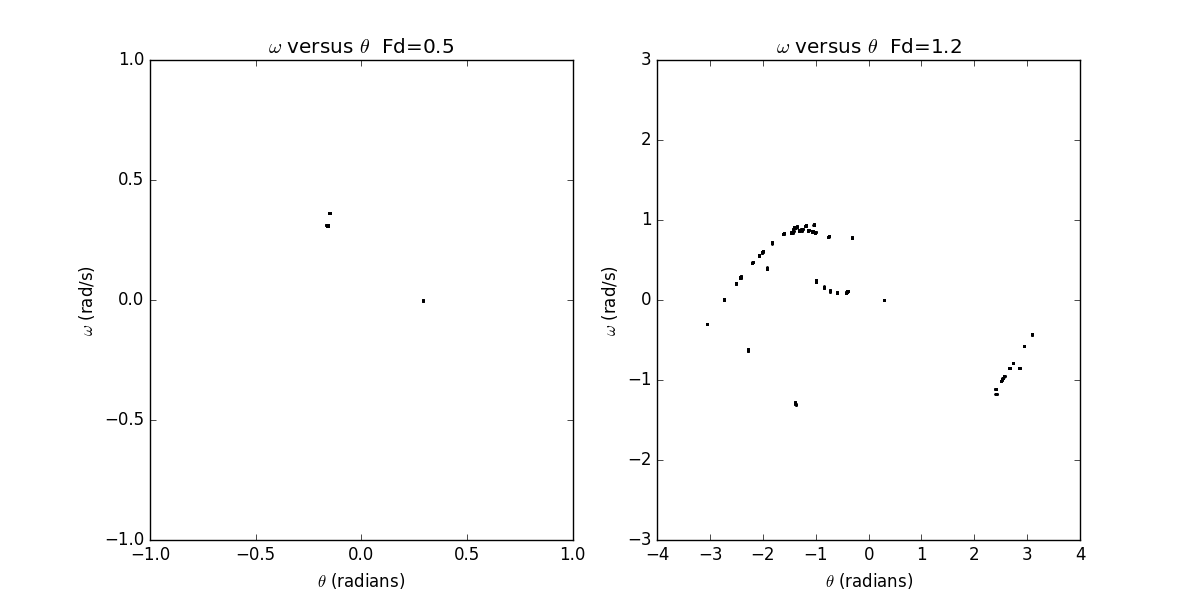 ω versus θ Fd=0.5
1.0
0.5
0.0
−0.5
−1.0
−1.0 −0.5 0.0 0.5 1.0
θ (radians)
ω (rad/s)
ω versus θ Fd=1.2
3
2
1
0
−1
−2
−3
−4 −3 −2 −1 0 1 2 3 4
θ (radians)
ω (rad/s)